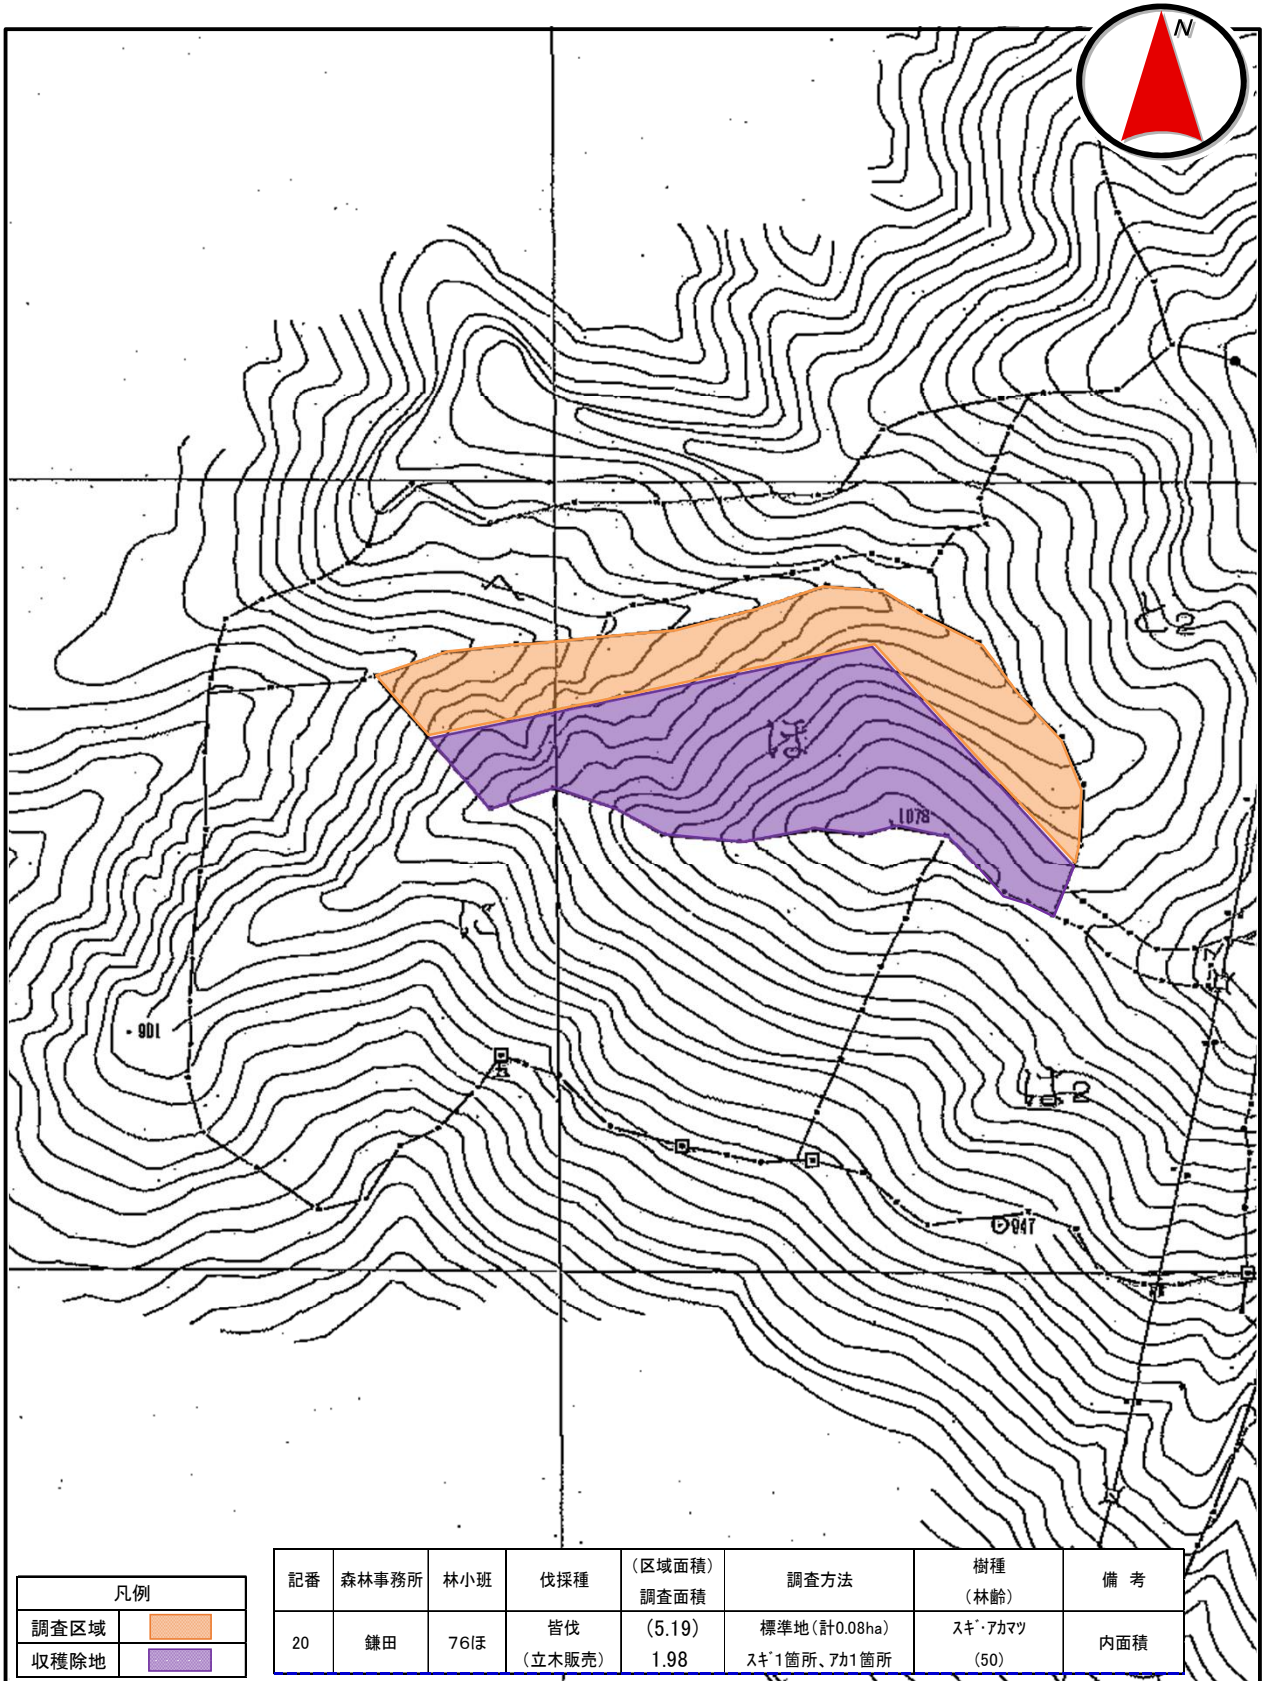 N
へ
に2
ほ
1078
は
901
947
凡例
調査区域
収穫除地
記番 森林事務所 林小班 伐採種 (区域面積) 調査面積 調査方法 樹種 (林齢) 備 考
20 鎌田 76ほ 皆伐 (立木販売) (5.19) 1.98 標準地(計0.08ha) スギ1箇所、アカ1箇所 スギ・アカマツ (50) 内面積